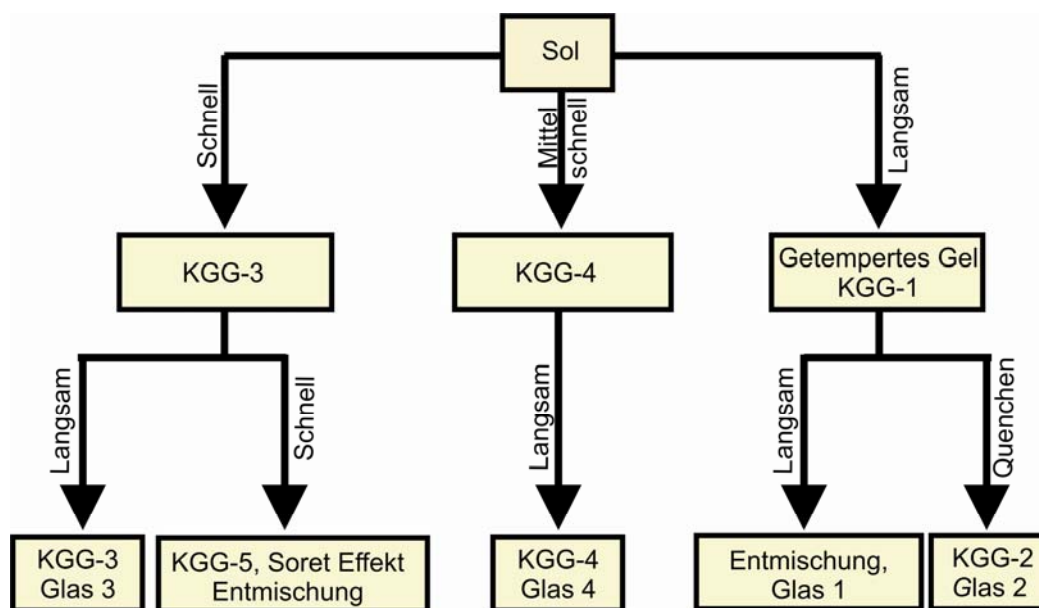 Sol
Schnell
Mittel
schnell
Langsam
KGG-3
KGG-4
Getempertes Gel
KGG-1
Langsam
Schnell
Langsam
Langsam
Quenchen
KGG-3
Glas 3
KGG-5, Soret Effekt
Entmischung
KGG-4
Glas 4
Entmischung,
Glas 1
KGG-2
Glas 2